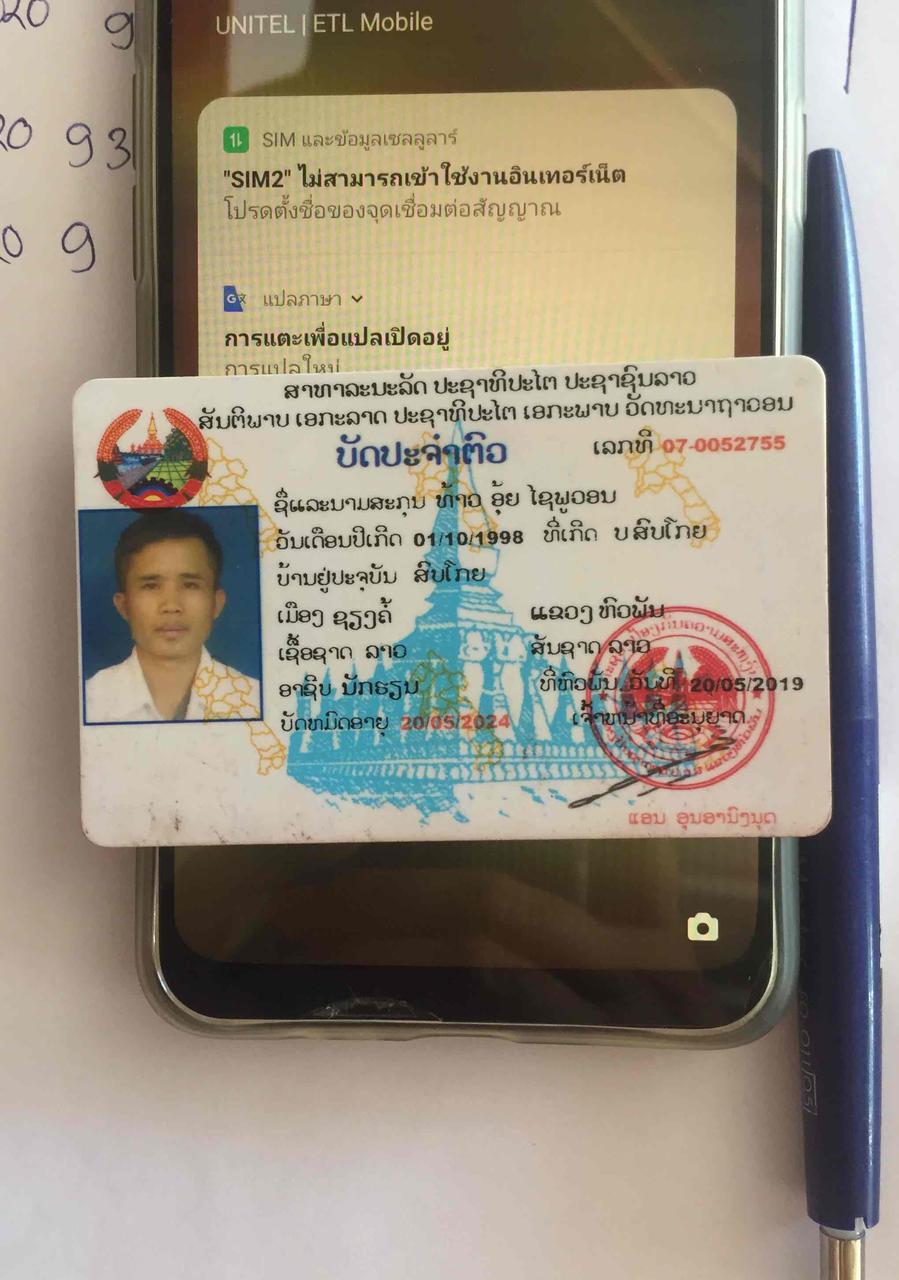 020 9
20 93
20 9
UNITEL | ETL Mobile
SIM และข้อมูลเซลลูลาร์
"SIM2" ไม่สามารถเข้าใช้งานอินเทอร์เน็ต
โปรดตั้งชื่อของจุดเชื่อมต่อสัญญาณ
แปลภาษา
การแตะเพื่อแปลเปิดอยู่
การแปลใหม่
ສາທາລະນະລັດ ປະຊາທິປະໄຕ ປະຊາຊົນລາວ
ສັນຕິພາບ ເອກະລາດ ປະຊາທິປະໄຕ ເອກະພາບ ວັດທະນາຖາວອນ
ບັດປະຈຳຕົວ
ເລກທີ 07-0052755
ຊື່ແລະນາມສະກຸນ ທ້າວ ອຸ້ຍ ໄຊພູວອນ
ວັນເດືອນປີເກີດ 01/10/1998 ທີ່ເກີດ ບ ສົບໂກຍ
ບ້ານຢູ່ປະຈຸບັນ ສົບໂກຍ
ເມືອງ ຊຽງຄໍ້ ແຂວງ ຫົວພັນ
ເຊື້ອຊາດ ລາວ ສັນຊາດ ລາວ
ອາຊີບ ນັກຮຽນ ທີ່ຫົວພັນ, ວັນທີ 20/05/2019
ບັດຫມົດອາຍຸ 20/05/2024 ເຈົ້າຫນ້າທີ່ອະນຸຍາດ
ແອນ ອຸນອານົງນຸດ